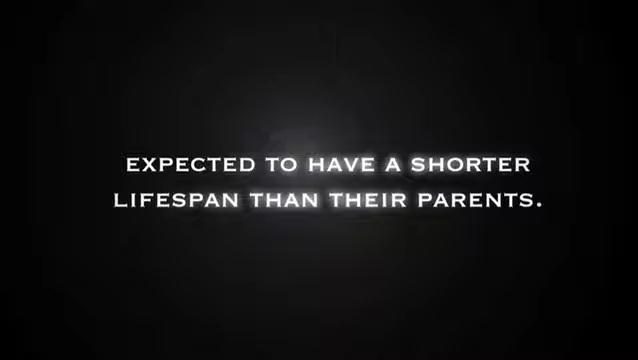 EXPECTED TO HAVE A SHORTER
LIFESPAN THAN THEIR PARENTS.